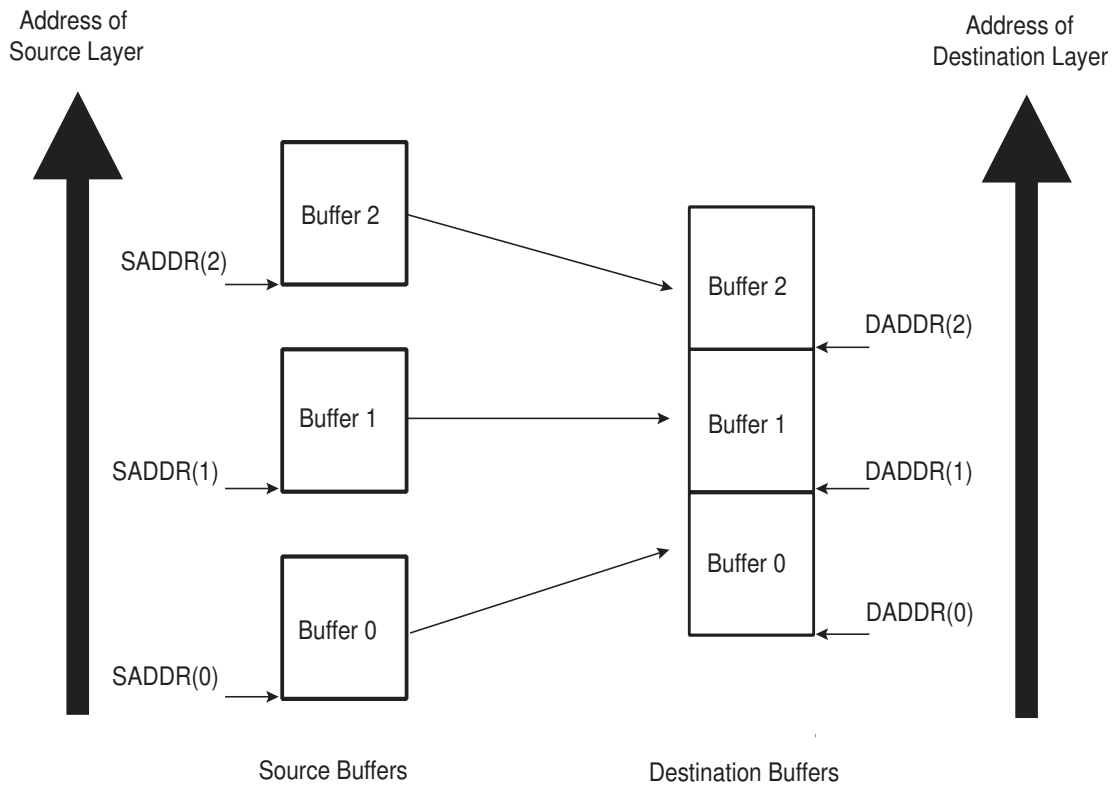 Address of
Source Layer
Address of
Destination Layer
Buffer 2
SADDR(2)
Buffer 2
DADDR(2)
Buffer 1
Buffer 1
SADDR(1)
DADDR(1)
Buffer 0
Buffer 0
DADDR(0)
SADDR(0)
Source Buffers
Destination Buffers